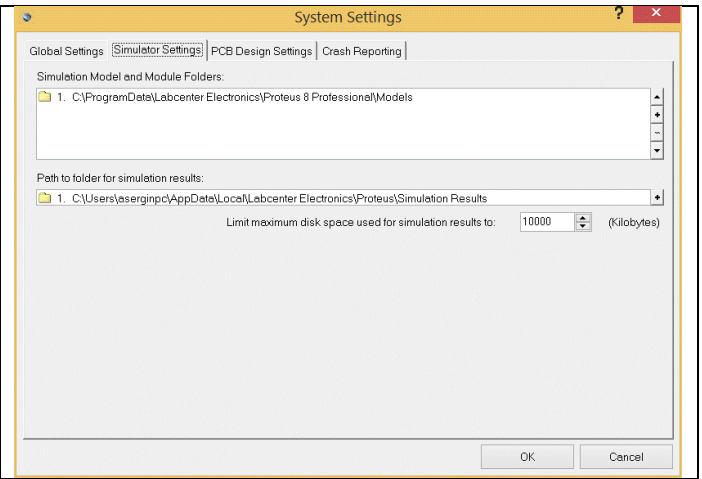 System Settings
?
Global Settings Simulator Settings PCB Design Settings Crash Reporting
Simulation Model and Module Folders:
1. C:\ProgramData\Labcenter Electronics\Proteus 8 Professional\Models
Path to folder for simulation results:
1. C:\Users\aserginpc\AppData\Local\Labcenter Electronics\Proteus\Simulation Results
Limit maximum disk space used for simulation results to: 10000 (Kilobytes)
OK Cancel